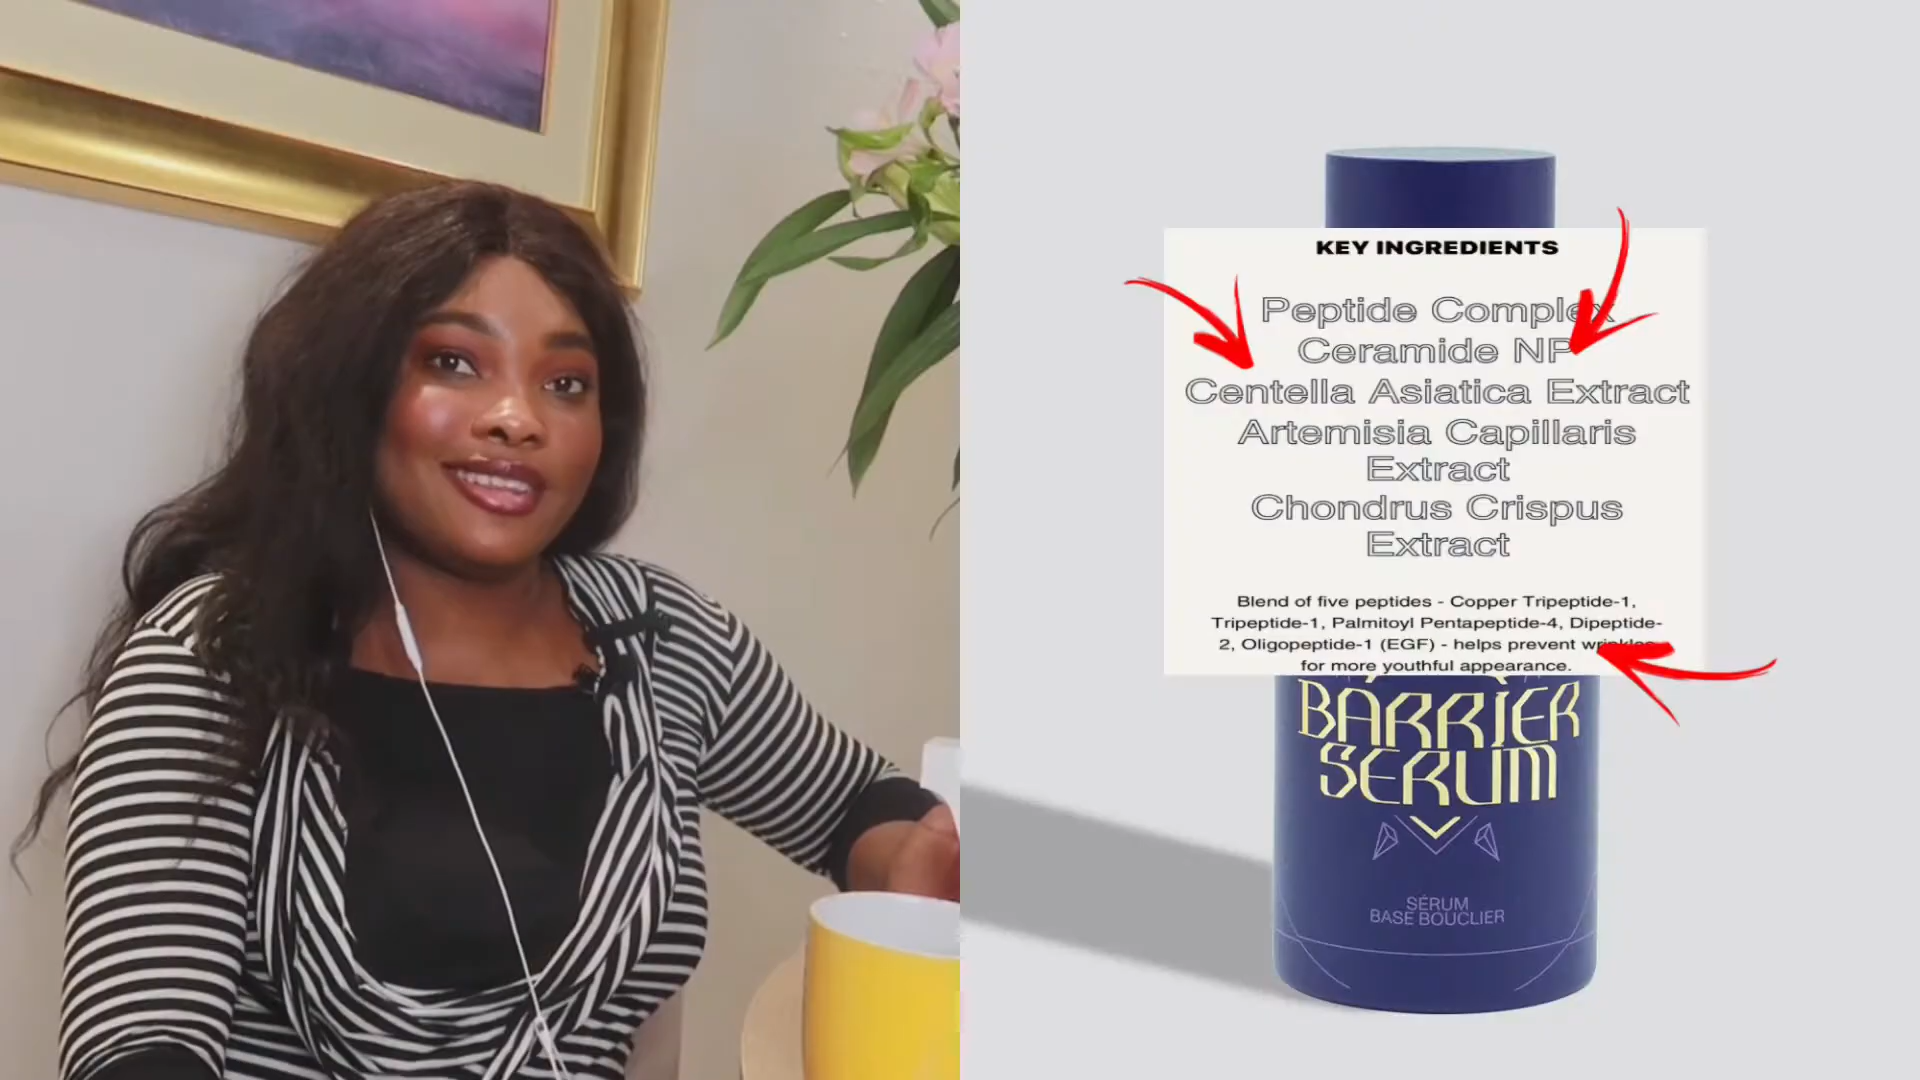 KEY INGREDIENTS
Peptide Complex
Ceramide NP
Centella Asiatica Extract
Artemisia Capillaris
Extract
Chondrus Crispus
Extract
Blend of five peptides - Copper Tripeptide-1,
Tripeptide-1, Palmitoyl Pentapeptide-4, Dipeptide-
2, Oligopeptide-1 (EGF) - helps prevent wrinkles
for more youthful appearance.
BARRIER
SERUM
SÉRUM
BASE BOUCLIER